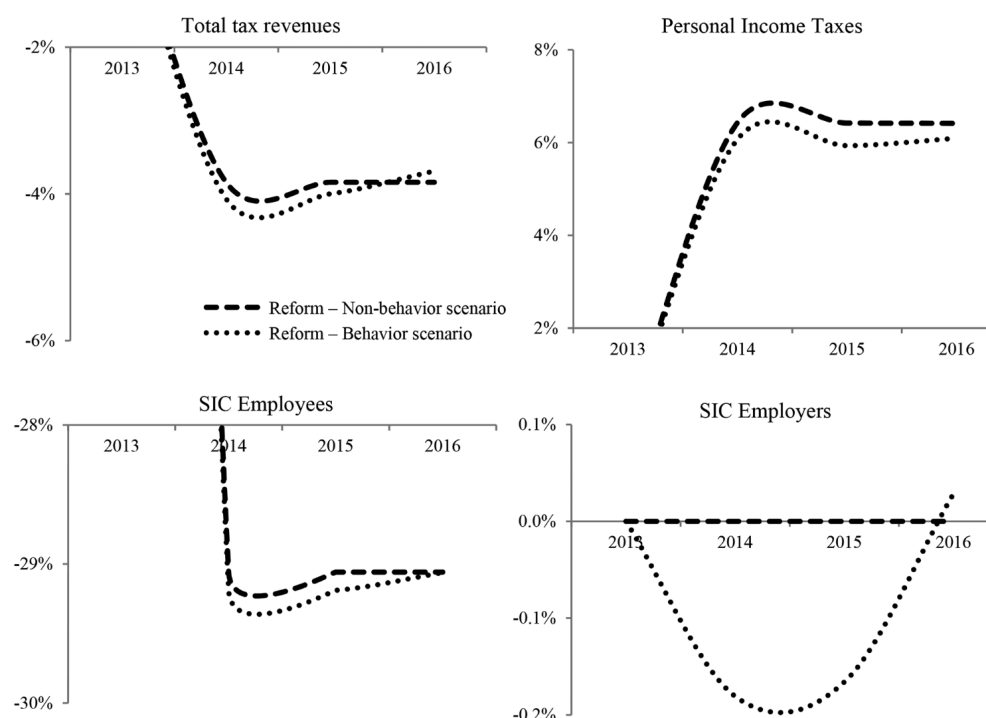 Total tax revenues
-2%
2013 2014 2015 2016
-4%
-6%
Reform – Non-behavior scenario
Reform – Behavior scenario
Personal Income Taxes
8%
6%
4%
2%
2013 2014 2015 2016
SIC Employees
-28%
2013 2014 2015 2016
-29%
-30%
SIC Employers
0.1%
0.0%
2013 2014 2015 2016
-0.1%
-0.2%